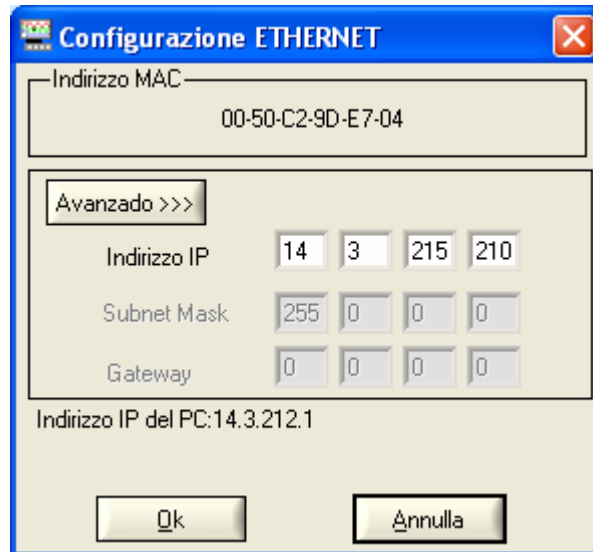 Configurazione ETHERNET
Indirizzo MAC
00-50-C2-9D-E7-04
Avanzado >>>
Indirizzo IP 14 3 215 210
Subnet Mask 255 0 0 0
Gateway 0 0 0 0
Indirizzo IP del PC:14.3.212.1
Ok Annulla